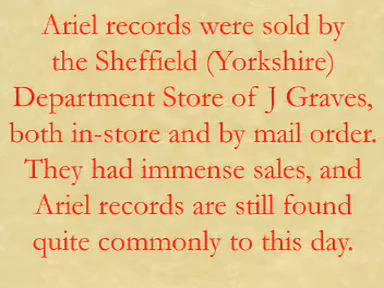 Ariel records were sold by
the Sheffield (Yorkshire)
Department Store of J Graves,
both in-store and by mail order.
They had immense sales, and
Ariel records are still found
quite commonly to this day.